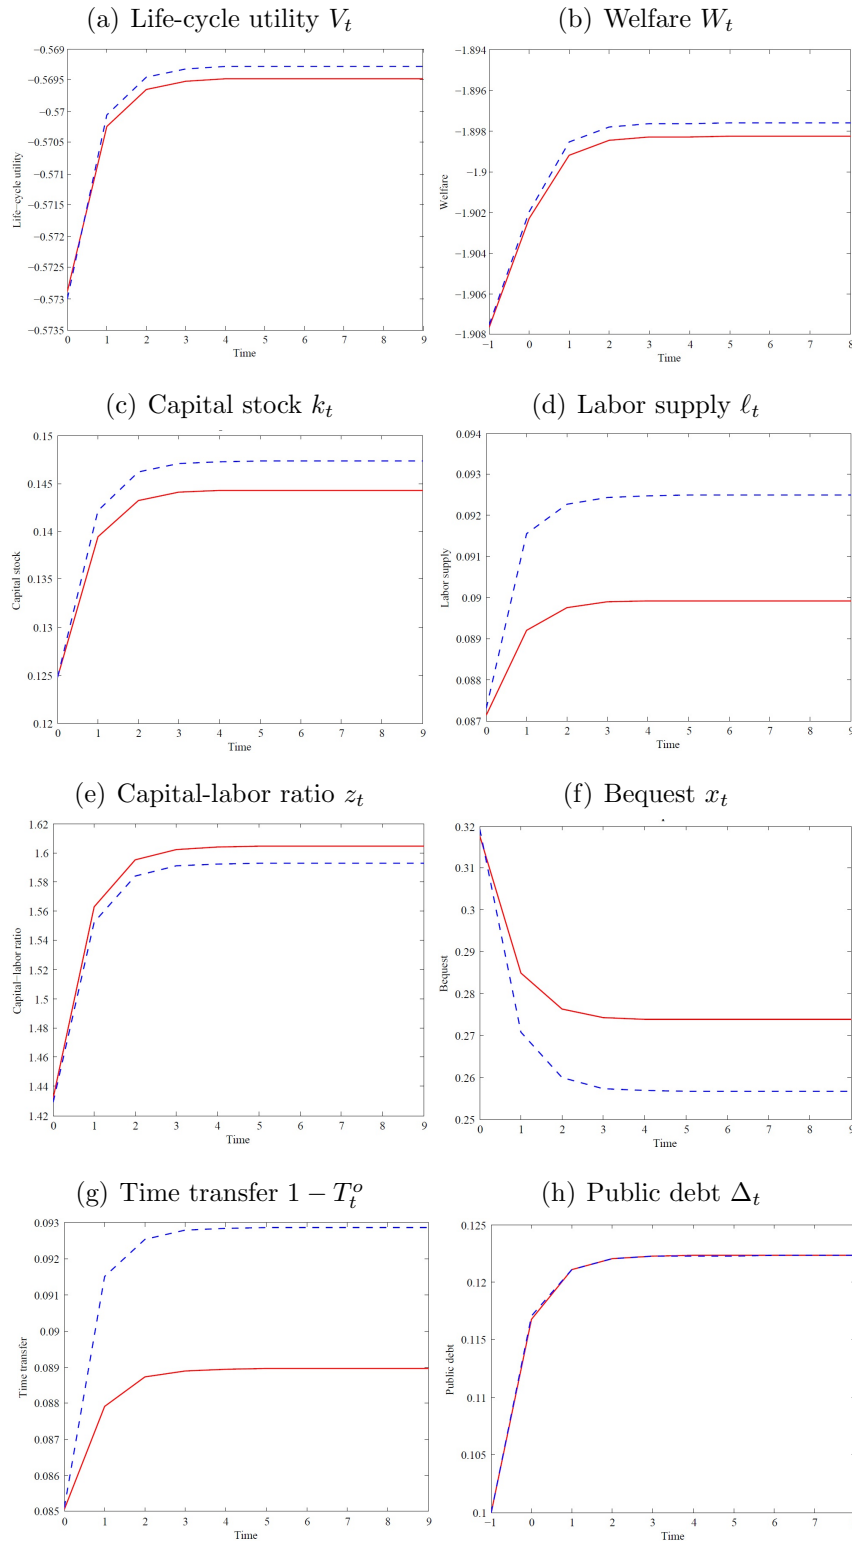 (a) Life-cycle utility V_t
(b) Welfare W_t
−0.569
−0.5695
−0.57
−0.5705
−0.571
−0.5715
−0.572
−0.5725
−0.573
−0.5735
Life−cycle utility
0 1 2 3 4 5 6 7 8 9
Time
−1.894
−1.896
−1.898
−1.9
−1.902
−1.904
−1.906
−1.908
Welfare
−1 0 1 2 3 4 5 6 7 8
Time
(c) Capital stock k_t
(d) Labor supply ℓ_t
0.15
0.145
0.14
0.135
0.13
0.125
0.12
Capital stock
0 1 2 3 4 5 6 7 8 9
Time
0.094
0.093
0.092
0.091
0.09
0.089
0.088
0.087
Labor supply
0 1 2 3 4 5 6 7 8 9
Time
(e) Capital-labor ratio z_t
(f) Bequest x_t
1.62
1.6
1.58
1.56
1.54
1.52
1.5
1.48
1.46
1.44
1.42
Capital−labor ratio
0 1 2 3 4 5 6 7 8 9
Time
0.32
0.31
0.3
0.29
0.28
0.27
0.26
0.25
Bequest
0 1 2 3 4 5 6 7 8 9
Time
(g) Time transfer 1 − T_t^o
(h) Public debt Δ_t
0.093
0.092
0.091
0.09
0.089
0.088
0.087
0.086
0.085
Time transfer
0 1 2 3 4 5 6 7 8 9
Time
0.125
0.12
0.115
0.11
0.105
0.1
Public debt
−1 0 1 2 3 4 5 6 7
Time